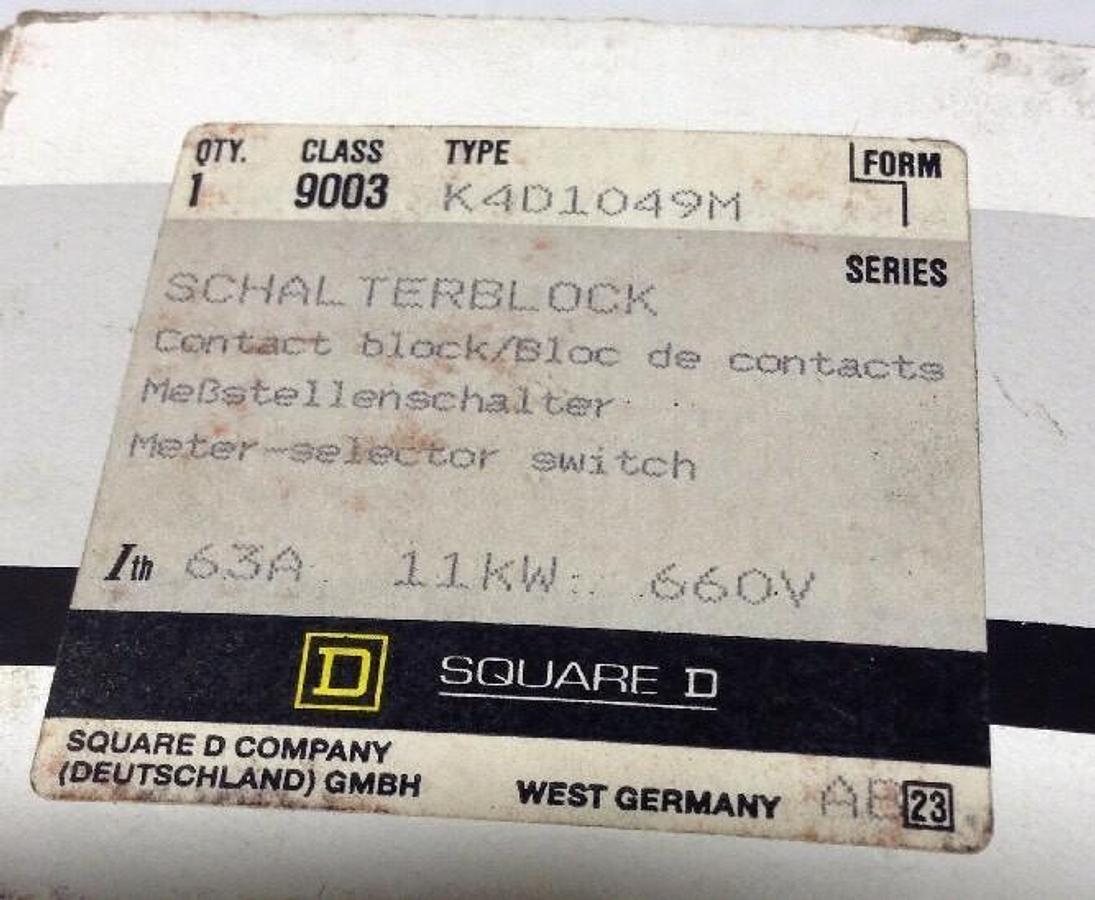 QTY. CLASS TYPE FORM
1 9003 K4D1049M
SERIES
SCHALTERBLOCK
Contact block/Bloc de contacts
Meßstellenschalter
Meter-selector switch
Ith 63A 11KW 660V
D SQUARE D
SQUARE D COMPANY
(DEUTSCHLAND) GMBH
WEST GERMANY 23